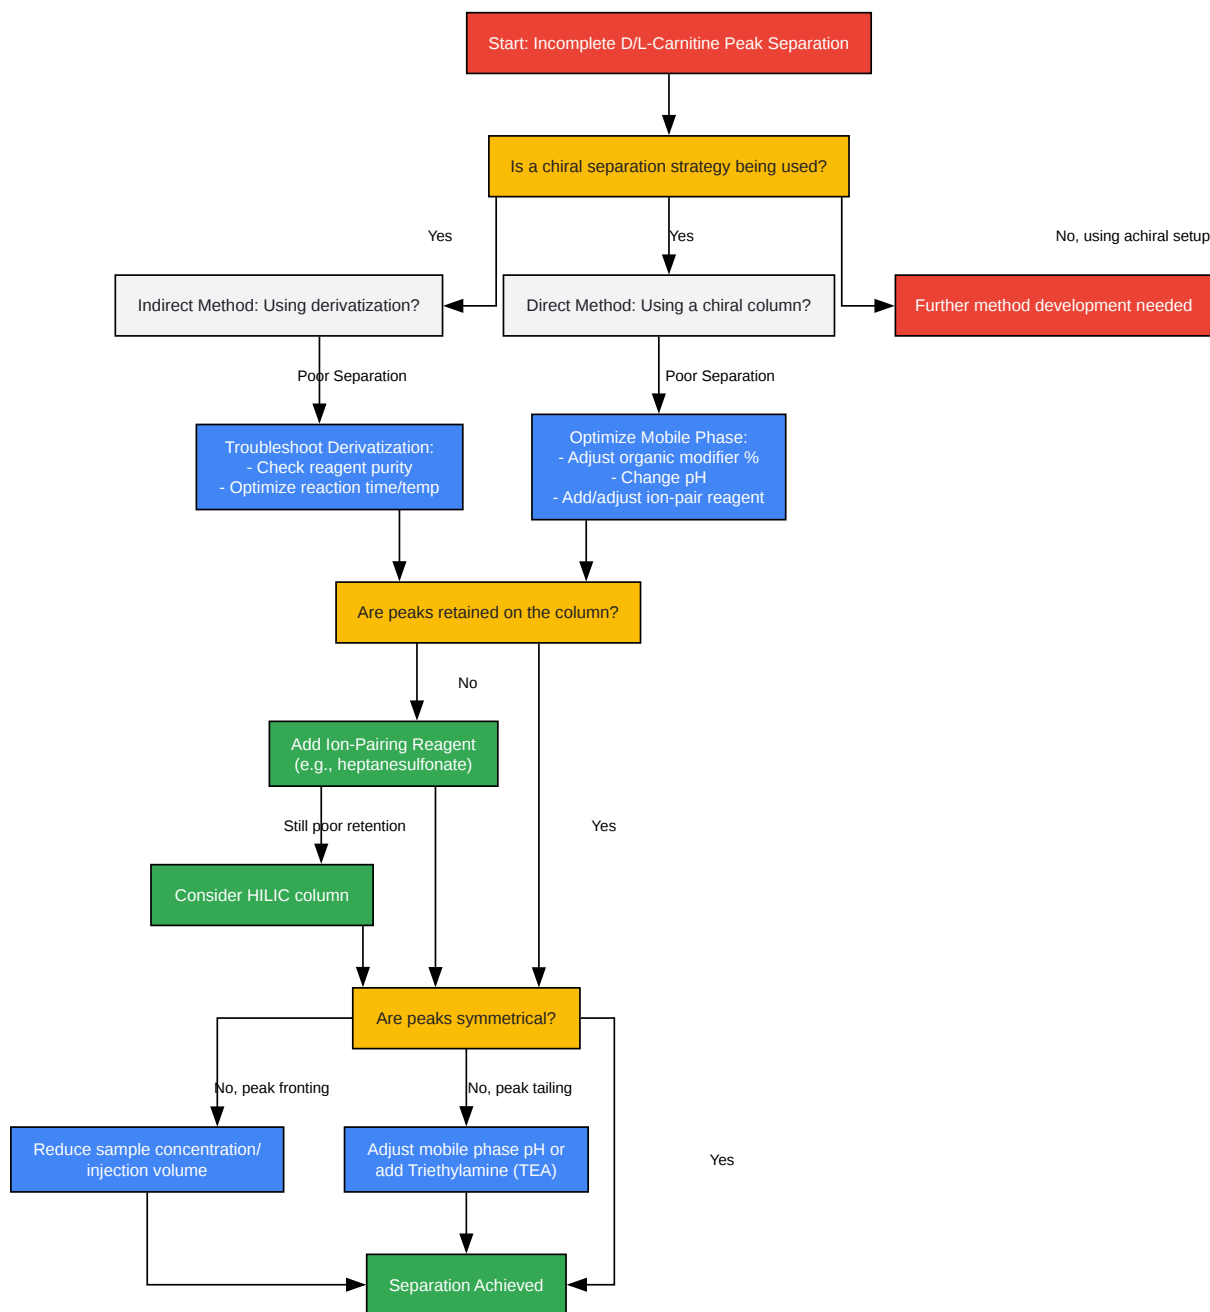 Start: Incomplete D/L-Carnitine Peak Separation
Is a chiral separation strategy being used?
Yes
Yes
No, using achiral setup
Indirect Method: Using derivatization?
Direct Method: Using a chiral column?
Further method development needed
Poor Separation
Poor Separation
Troubleshoot Derivatization:
- Check reagent purity
- Optimize reaction time/temp
Optimize Mobile Phase:
- Adjust organic modifier %
- Change pH
- Add/adjust ion-pair reagent
Are peaks retained on the column?
No
Add Ion-Pairing Reagent
(e.g., heptanesulfonate)
Still poor retention
Yes
Consider HILIC column
Are peaks symmetrical?
No, peak fronting
No, peak tailing
Reduce sample concentration/
injection volume
Adjust mobile phase pH or
add Triethylamine (TEA)
Yes
Separation Achieved